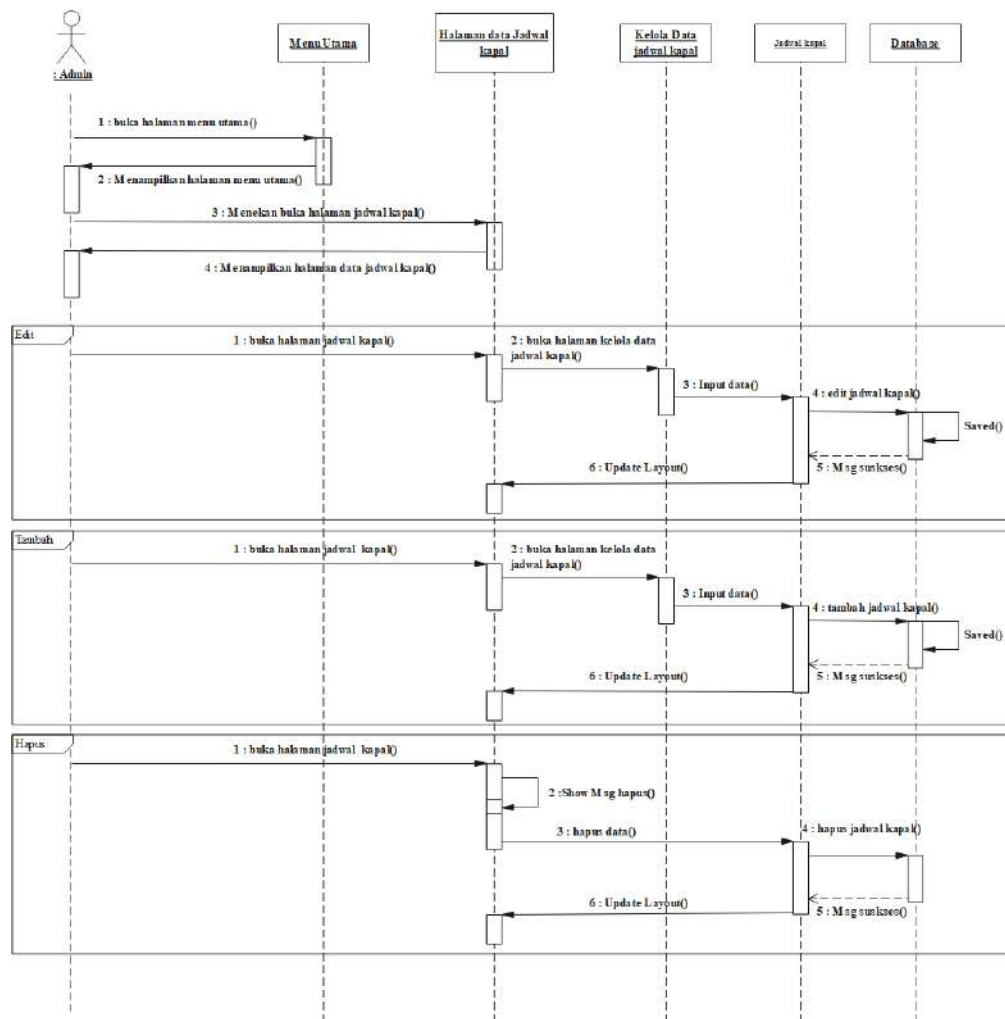 : Admin
Menu Utama
Halaman data Jadwal
kapal
Kelola Data
jadwal kapal
Jadwal kapal
Database
1 : buka halaman menu utama()
2 : Menampilkan halaman menu utama()
3 : Menekan buka halaman jadwal kapal()
4 : Menampilkan halaman data jadwal kapal()
Edit
1 : buka halaman jadwal kapal()
2 : buka halaman kelola data
jadwal kapal()
3 : Input data()
4 : edit jadwal kapal()
Saved()
5 : Msg suskses()
6 : Update Layout()
Tambah
1 : buka halaman jadwal kapal()
2 : buka halaman kelola data
jadwal kapal()
3 : Input data()
4 : tambah jadwal kapal()
Saved()
5 : Msg suskses()
6 : Update Layout()
Hapus
1 : buka halaman jadwal kapal()
2 :Show Msg hapus()
3 : hapus data()
4 : hapus jadwal kapal()
5 : Msg suskses()
6 : Update Layout()